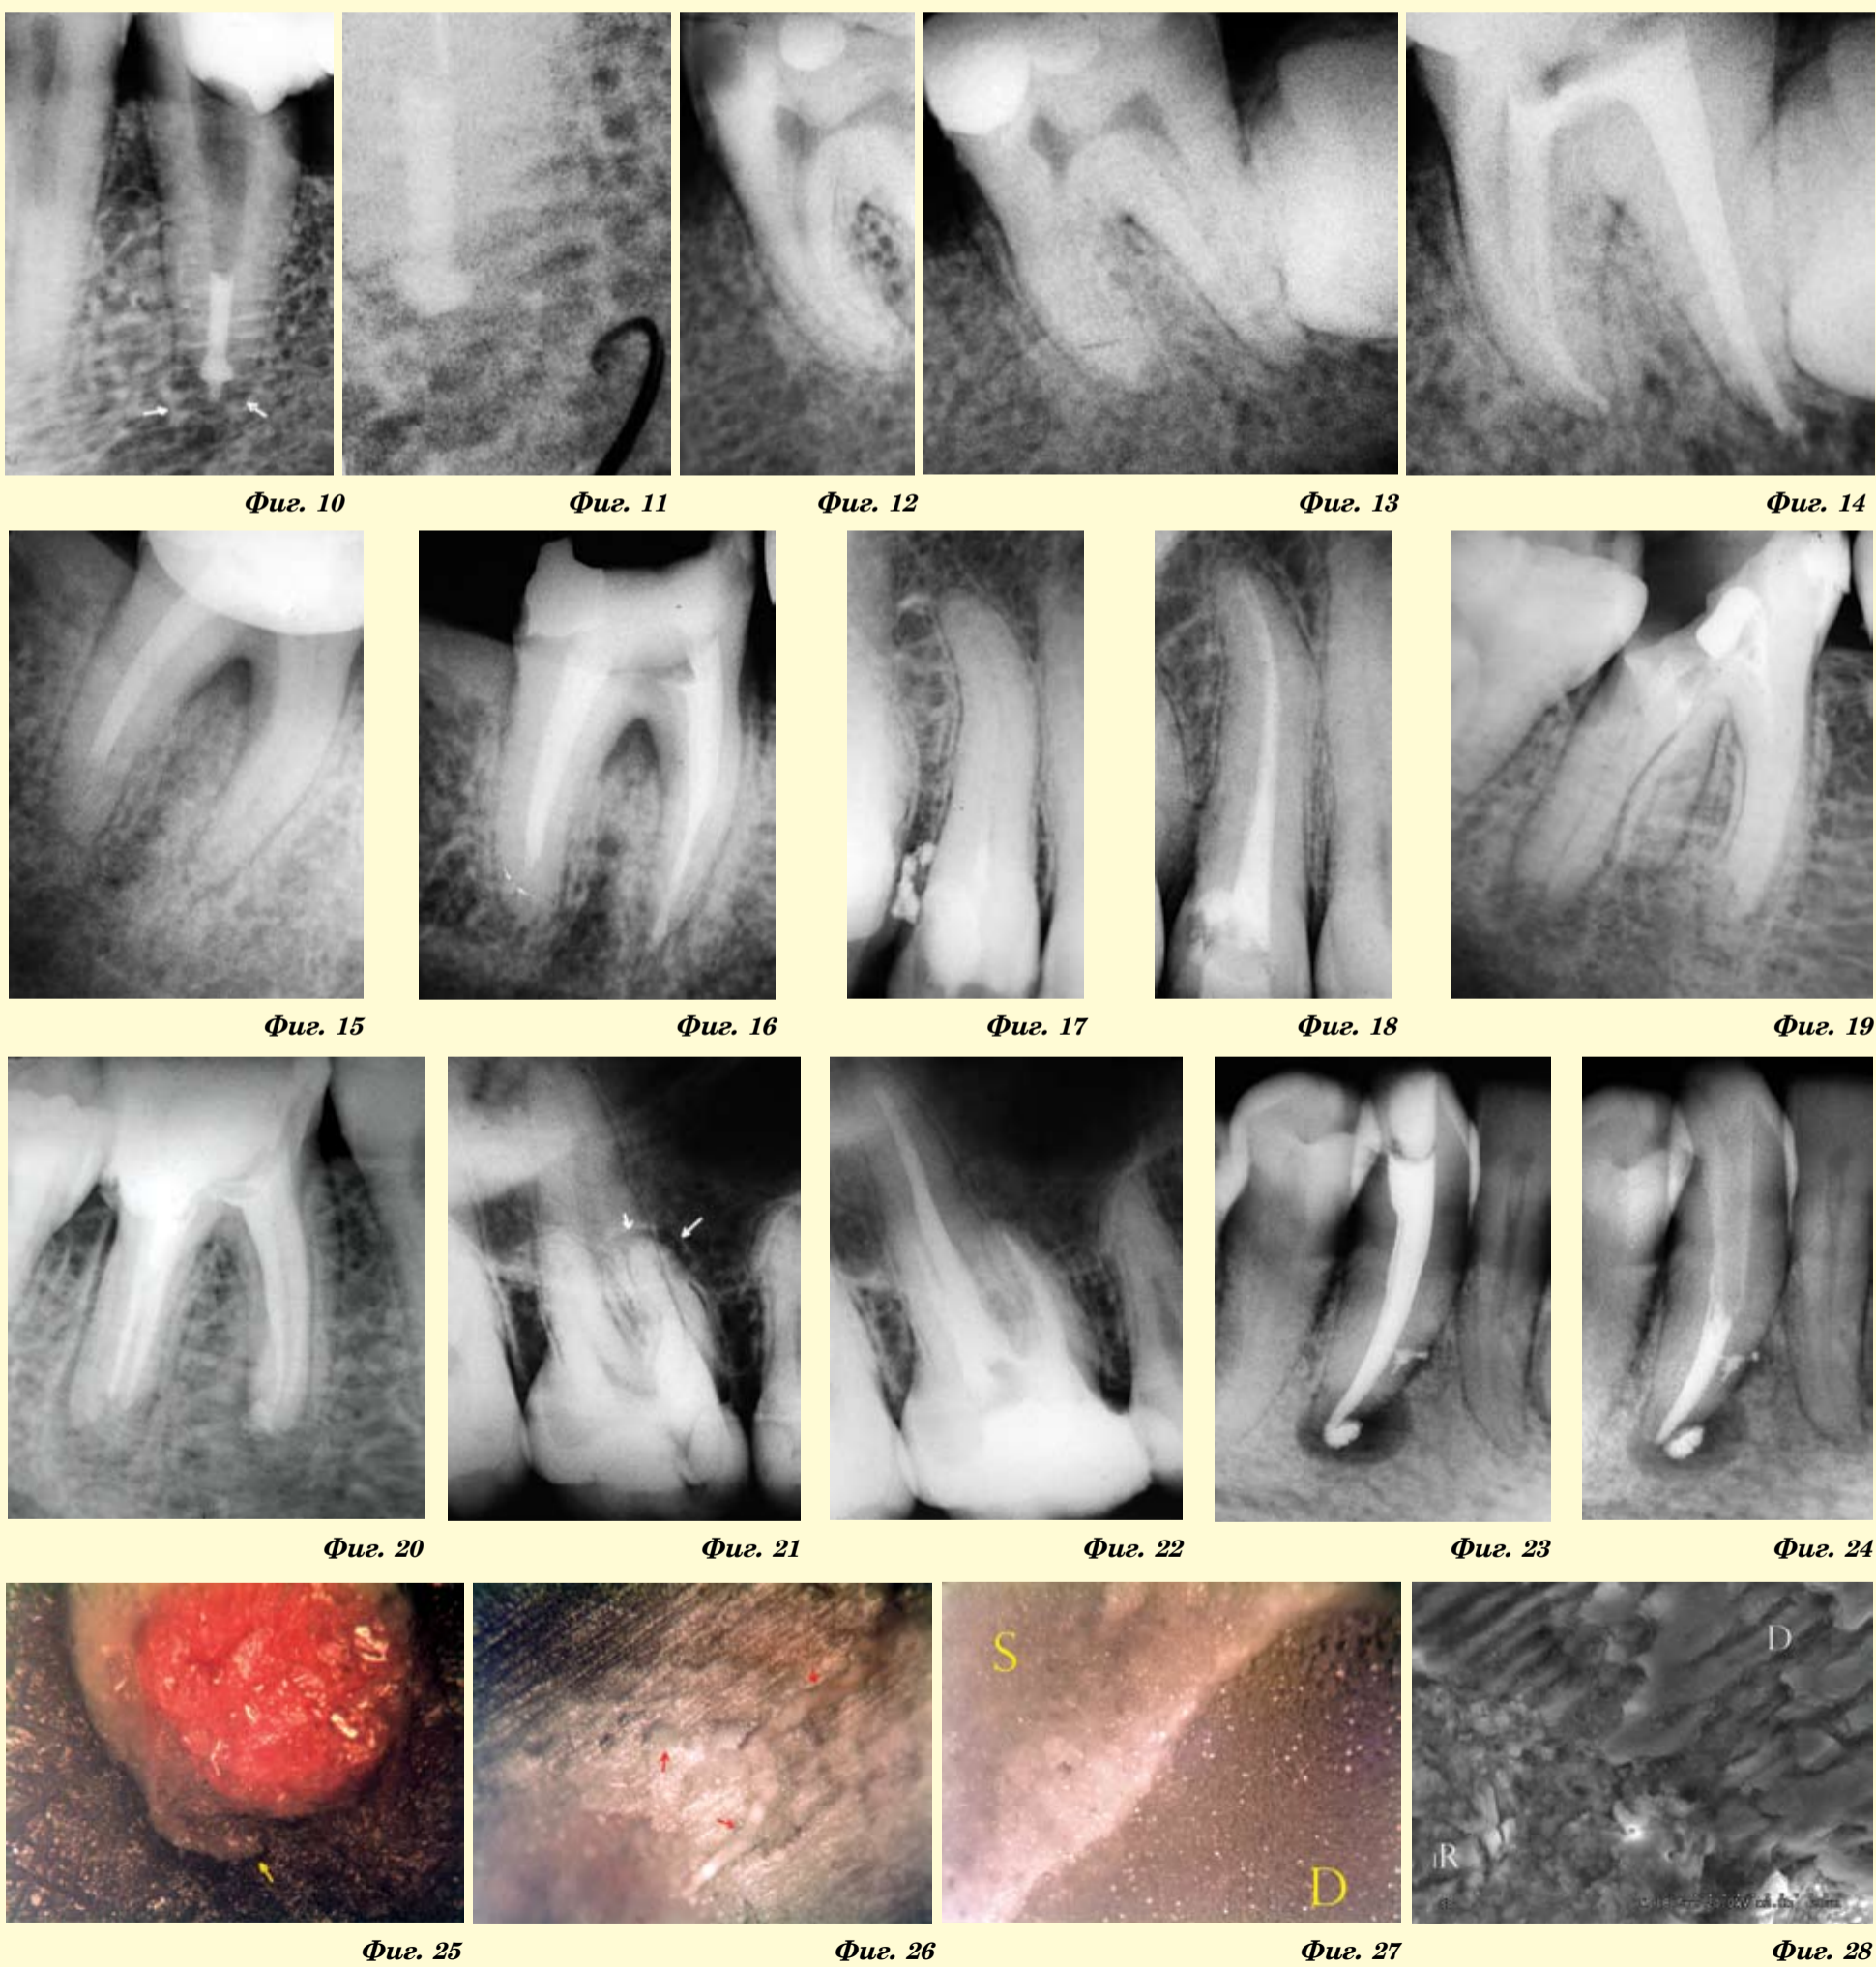 Фиг. 10
Фиг. 11
Фиг. 12
Фиг. 13
Фиг. 14
Фиг. 15
Фиг. 16
Фиг. 17
Фиг. 18
Фиг. 19
Фиг. 20
Фиг. 21
Фиг. 22
Фиг. 23
Фиг. 24
S
D
D
iR
Фиг. 25
Фиг. 26
Фиг. 27
Фиг. 28